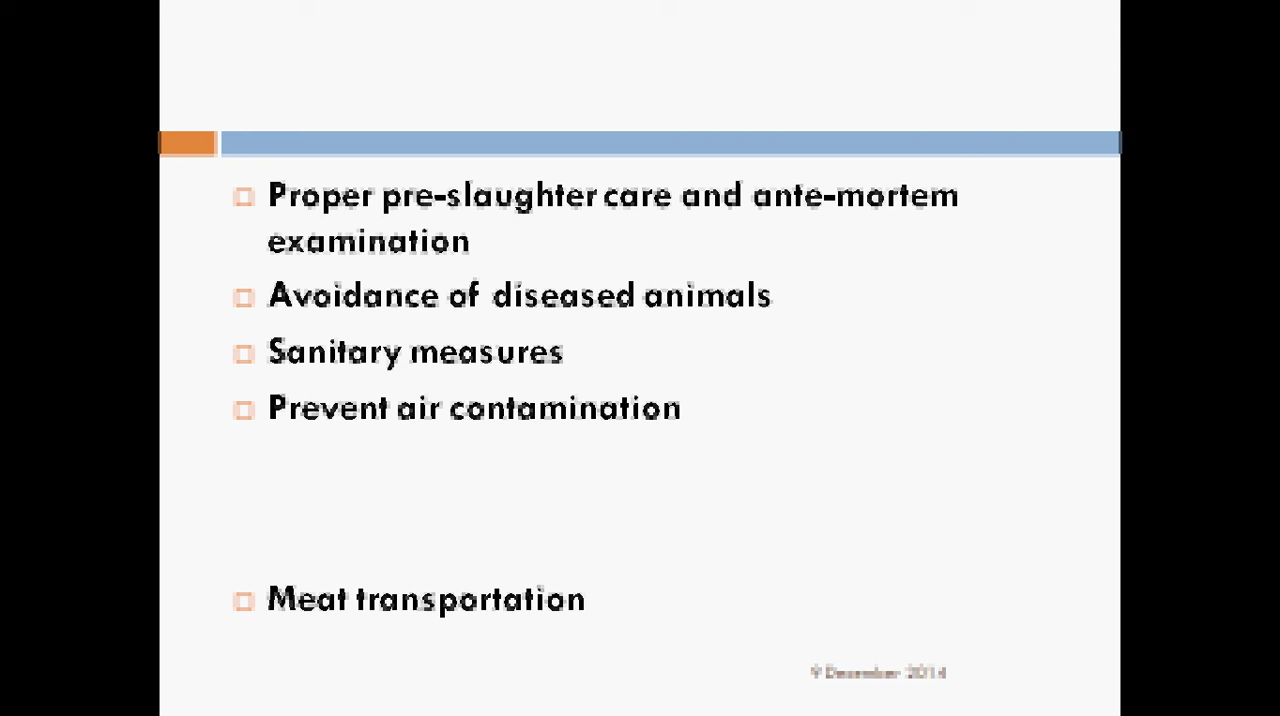 Proper pre-slaughter care and ante-mortem
examination
Avoidance of diseased animals
Sanitary measures
Prevent air contamination
Meat transportation
9 December 2014